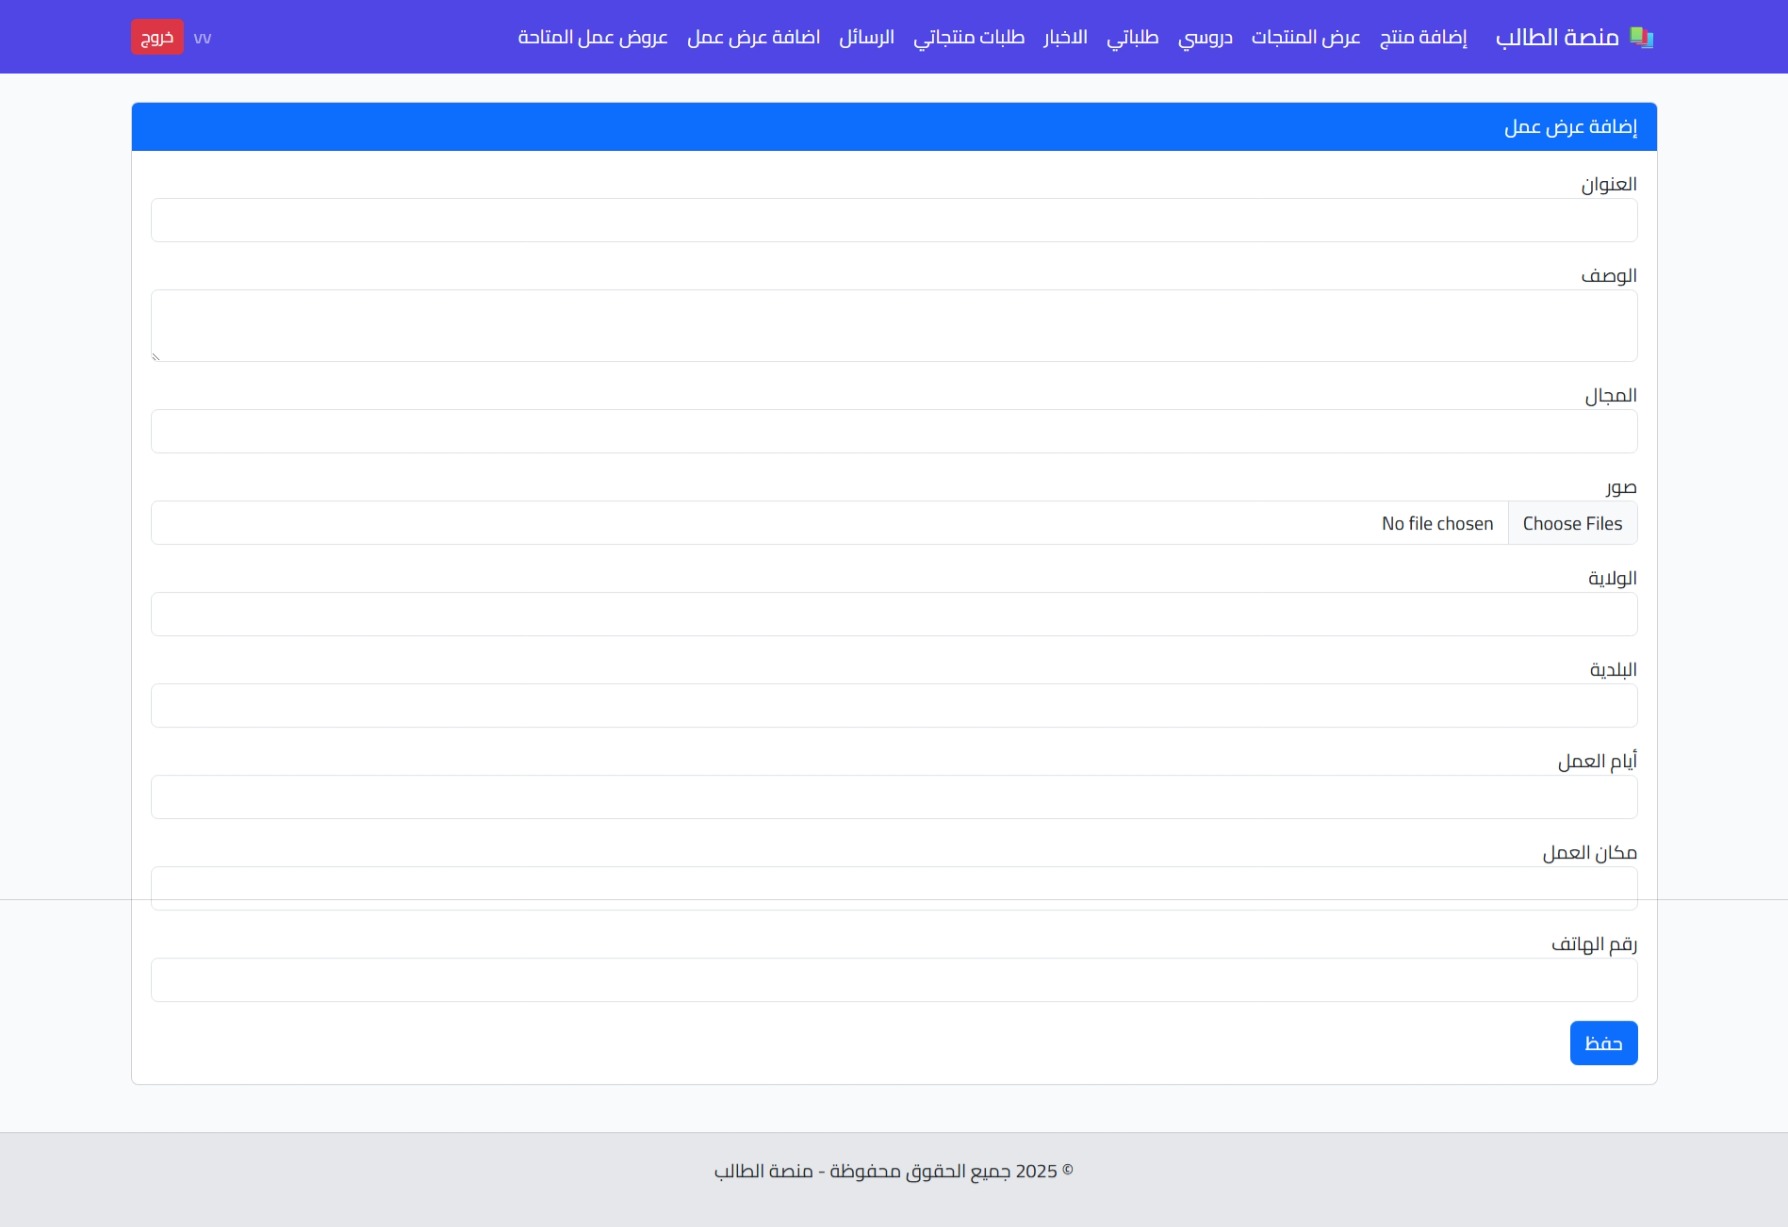 منصة الطالب
إضافة منتج عرض المنتجات دروسي طلباتي الاخبار طلبات منتجاتي الرسائل اضافة عرض عمل عروض عمل المتاحة
vv خروج
إضافة عرض عمل
العنوان
الوصف
المجال
صور
Choose Files No file chosen
الولاية
البلدية
أيام العمل
مكان العمل
رقم الهاتف
حفظ
© 2025 جميع الحقوق محفوظة - منصة الطالب